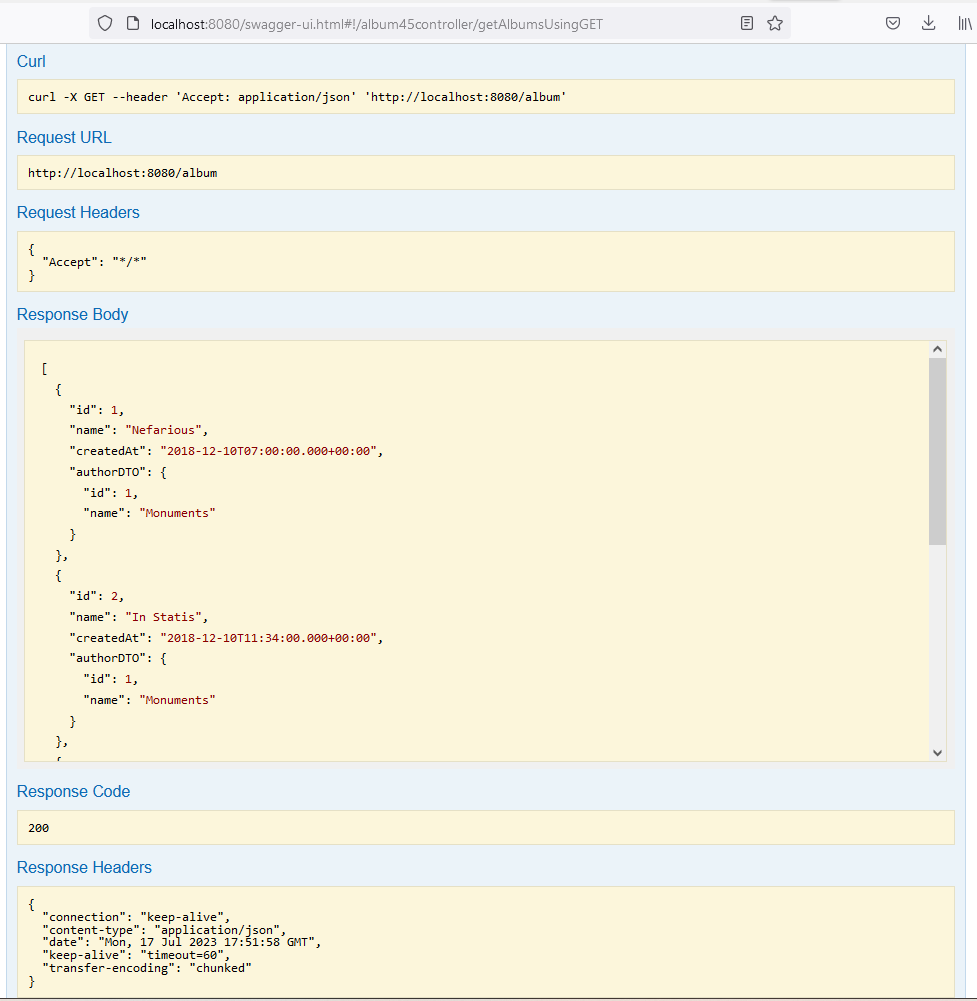 localhost:8080/swagger-ui.html#!/album45controller/getAlbumsUsingGET
Curl
curl -X GET --header 'Accept: application/json' 'http://localhost:8080/album'
Request URL
http://localhost:8080/album
Request Headers
{
  "Accept": "*/*"
}
Response Body
[
  {
    "id": 1,
    "name": "Nefarious",
    "createdAt": "2018-12-10T07:00:00.000+00:00",
    "authorDTO": {
      "id": 1,
      "name": "Monuments"
    }
  },
  {
    "id": 2,
    "name": "In Statis",
    "createdAt": "2018-12-10T11:34:00.000+00:00",
    "authorDTO": {
      "id": 1,
      "name": "Monuments"
    }
  },
  {
Response Code
200
Response Headers
{
  "connection": "keep-alive",
  "content-type": "application/json",
  "date": "Mon, 17 Jul 2023 17:51:58 GMT",
  "keep-alive": "timeout=60",
  "transfer-encoding": "chunked"
}